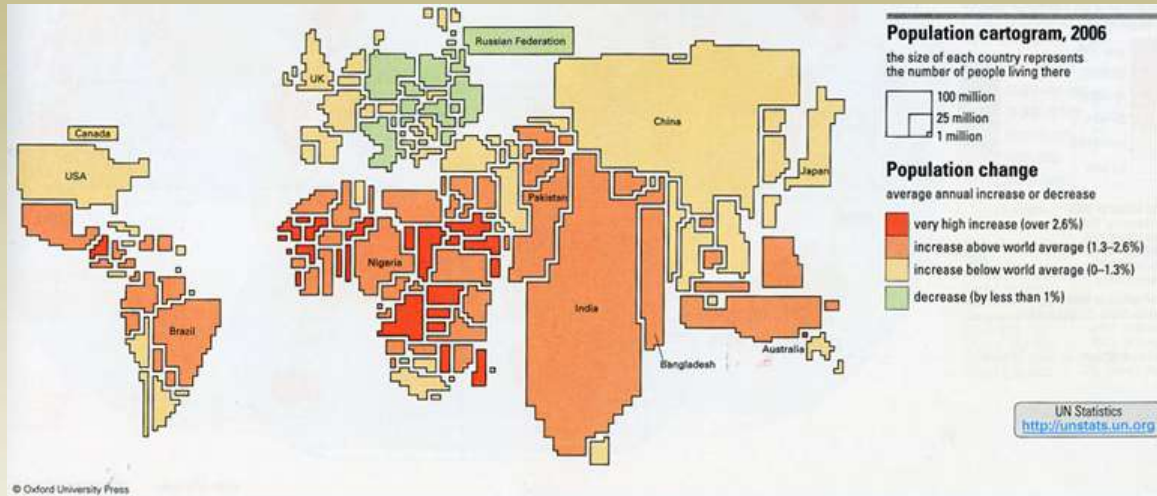 Russian Federation
UK
Canada
USA
China
Japan
Pakistan
Nigeria
India
Brazil
Bangladesh
Australia
Population cartogram, 2006
the size of each country represents
the number of people living there
100 million
25 million
1 million
Population change
average annual increase or decrease
very high increase (over 2.6%)
increase above world average (1.3–2.6%)
increase below world average (0–1.3%)
decrease (by less than 1%)
UN Statistics
http://unstats.un.org
© Oxford University Press